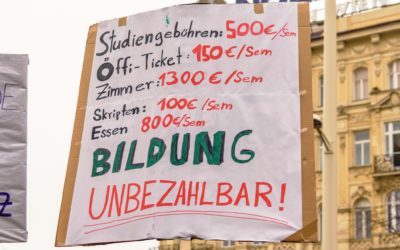 Studiengebühren: 500€/Sem
Öffi-Ticket: 150€/Sem
Zimmer: 1300€/Sem
Skripten: 100€/Sem
Essen 800€/Sem
BILDUNG
UNBEZAHLBAR!